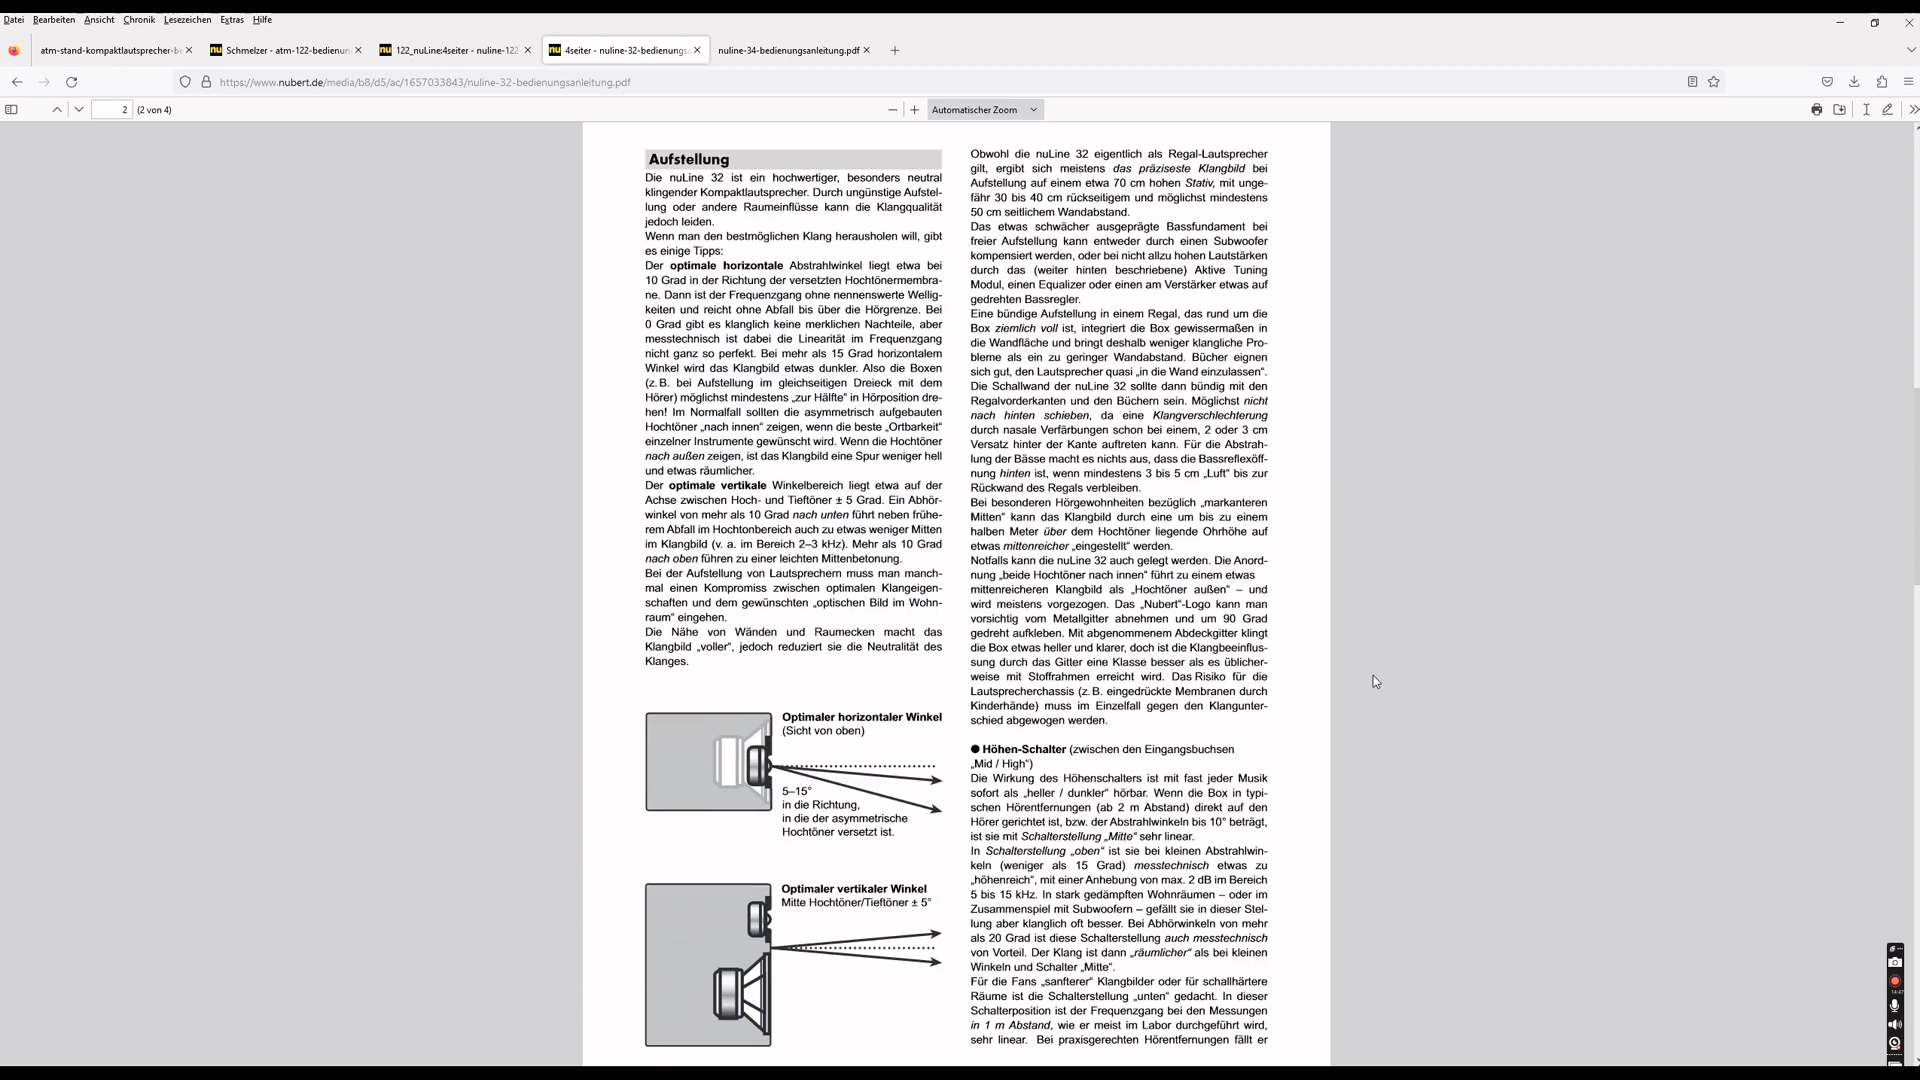 Datei Bearbeiten Ansicht Chronik Lesezeichen Extras Hilfe
atm-stand-kompaktlautsprecher-be
Schmelzer - atm-122-bedienun
122_nuLine:4seiter - nuline-122
4seiter - nuline-32-bedienungsa
nuline-34-bedienungsanleitung.pdf
https://www.nubert.de/media/b8/d5/ac/1657033843/nuline-32-bedienungsanleitung.pdf
2 (2 von 4)
Automatischer Zoom
Aufstellung
Die nuLine 32 ist ein hochwertiger, besonders neutral
klingender Kompaktlautsprecher. Durch ungünstige Aufstel-
lung oder andere Raumeinflüsse kann die Klangqualität
jedoch leiden.
Wenn man den bestmöglichen Klang herausholen will, gibt
es einige Tipps:
Der optimale horizontale Abstrahlwinkel liegt etwa bei
10 Grad in der Richtung der versetzten Hochtönermembra-
ne. Dann ist der Frequenzgang ohne nennenswerte Wellig-
keiten und reicht ohne Abfall bis über die Hörgrenze. Bei
0 Grad gibt es klanglich keine merklichen Nachteile, aber
messtechnisch ist dabei die Linearität im Frequenzgang
nicht ganz so perfekt. Bei mehr als 15 Grad horizontalem
Winkel wird das Klangbild etwas dunkler. Also die Boxen
(z. B. bei Aufstellung im gleichseitigen Dreieck mit dem
Hörer) möglichst mindestens „zur Hälfte“ in Hörposition dre-
hen! Im Normalfall sollten die asymmetrisch aufgebauten
Hochtöner „nach innen“ zeigen, wenn die beste „Ortbarkeit“
einzelner Instrumente gewünscht wird. Wenn die Hochtöner
nach außen zeigen, ist das Klangbild eine Spur weniger hell
und etwas räumlicher.
Der optimale vertikale Winkelbereich liegt etwa auf der
Achse zwischen Hoch- und Tieftöner ± 5 Grad. Ein Abhör-
winkel von mehr als 10 Grad nach unten führt neben frühe-
rem Abfall im Hochtonbereich auch zu etwas weniger Mitten
im Klangbild (v. a. im Bereich 2–3 kHz). Mehr als 10 Grad
nach oben führen zu einer leichten Mittenbetonung.
Bei der Aufstellung von Lautsprechern muss man manch-
mal einen Kompromiss zwischen optimalen Klangeigen-
schaften und dem gewünschten „optischen Bild im Wohn-
raum“ eingehen.
Die Nähe von Wänden und Raumecken macht das
Klangbild „voller“, jedoch reduziert sie die Neutralität des
Klanges.
Optimaler horizontaler Winkel
(Sicht von oben)
5–15°
in die Richtung,
in die der asymmetrische
Hochtöner versetzt ist.
Optimaler vertikaler Winkel
Mitte Hochtöner/Tieftöner ± 5°
Obwohl die nuLine 32 eigentlich als Regal-Lautsprecher
gilt, ergibt sich meistens das präziseste Klangbild bei
Aufstellung auf einem etwa 70 cm hohen Stativ, mit unge-
fähr 30 bis 40 cm rückseitigem und möglichst mindestens
50 cm seitlichem Wandabstand.
Das etwas schwächer ausgeprägte Bassfundament bei
freier Aufstellung kann entweder durch einen Subwoofer
kompensiert werden, oder bei nicht allzu hohen Lautstärken
durch das (weiter hinten beschriebene) Aktive Tuning
Modul, einen Equalizer oder einen am Verstärker etwas auf
gedrehten Bassregler.
Eine bündige Aufstellung in einem Regal, das rund um die
Box ziemlich voll ist, integriert die Box gewissermaßen in
die Wandfläche und bringt deshalb weniger klangliche Pro-
bleme als ein zu geringer Wandabstand. Bücher eignen
sich gut, den Lautsprecher quasi „in die Wand einzulassen“.
Die Schallwand der nuLine 32 sollte dann bündig mit den
Regalvorderkanten und den Büchern sein. Möglichst nicht
nach hinten schieben, da eine Klangverschlechterung
durch nasale Verfärbungen schon bei einem, 2 oder 3 cm
Versatz hinter der Kante auftreten kann. Für die Abstrah-
lung der Bässe macht es nichts aus, dass die Bassreflexöff-
nung hinten ist, wenn mindestens 3 bis 5 cm „Luft“ bis zur
Rückwand des Regals verbleiben.
Bei besonderen Hörgewohnheiten bezüglich „markanteren
Mitten“ kann das Klangbild durch eine um bis zu einem
halben Meter über dem Hochtöner liegende Ohrhöhe auf
etwas mittenreicher „eingestellt“ werden.
Notfalls kann die nuLine 32 auch gelegt werden. Die Anord-
nung „beide Hochtöner nach innen“ führt zu einem etwas
mittenreicheren Klangbild als „Hochtöner außen“ – und
wird meistens vorgezogen. Das „Nubert“-Logo kann man
vorsichtig vom Metallgitter abnehmen und um 90 Grad
gedreht aufkleben. Mit abgenommenem Abdeckgitter klingt
die Box etwas heller und klarer, doch ist die Klangbeeinflus-
sung durch das Gitter eine Klasse besser als es üblicher-
weise mit Stoffrahmen erreicht wird. Das Risiko für die
Lautsprecherchassis (z. B. eingedrückte Membranen durch
Kinderhände) muss im Einzelfall gegen den Klangunter-
schied abgewogen werden.
● Höhen-Schalter (zwischen den Eingangsbuchsen
„Mid / High“)
Die Wirkung des Höhenschalters ist mit fast jeder Musik
sofort als „heller / dunkler“ hörbar. Wenn die Box in typi-
schen Hörentfernungen (ab 2 m Abstand) direkt auf den
Hörer gerichtet ist, bzw. der Abstrahlwinkeln bis 10° beträgt,
ist sie mit Schalterstellung „Mitte“ sehr linear.
In Schalterstellung „oben“ ist sie bei kleinen Abstrahlwin-
keln (weniger als 15 Grad) messtechnisch etwas zu
„höhenreich“, mit einer Anhebung von max. 2 dB im Bereich
5 bis 15 kHz. In stark gedämpften Wohnräumen – oder im
Zusammenspiel mit Subwoofern – gefällt sie in dieser Stel-
lung aber klanglich oft besser. Bei Abhörwinkeln von mehr
als 20 Grad ist diese Schalterstellung auch messtechnisch
von Vorteil. Der Klang ist dann „räumlicher“ als bei kleinen
Winkeln und Schalter „Mitte“.
Für die Fans „sanfterer“ Klangbilder oder für schallhärtere
Räume ist die Schalterstellung „unten“ gedacht. In dieser
Schalterposition ist der Frequenzgang bei den Messungen
in 1 m Abstand, wie er meist im Labor durchgeführt wird,
sehr linear. Bei praxisgerechten Hörentfernungen fällt er